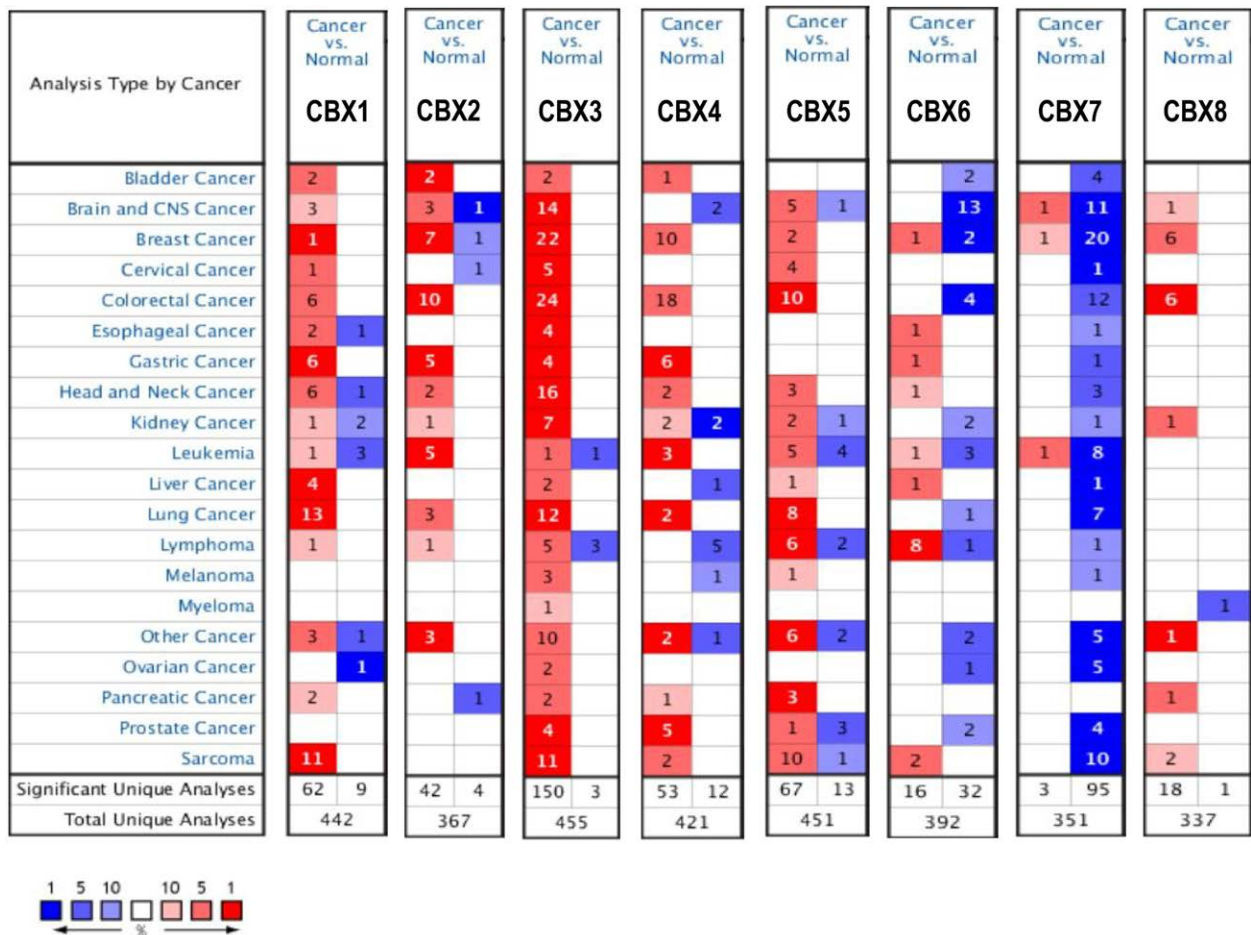 Analysis Type by Cancer
Cancer vs. Normal CBX1
Cancer vs. Normal CBX2
Cancer vs. Normal CBX3
Cancer vs. Normal CBX4
Cancer vs. Normal CBX5
Cancer vs. Normal CBX6
Cancer vs. Normal CBX7
Cancer vs. Normal CBX8
Bladder Cancer 2 2 2 1 2 4
Brain and CNS Cancer 3 3 1 14 2 5 1 13 1 11 1
Breast Cancer 1 7 1 22 10 2 1 2 1 20 6
Cervical Cancer 1 1 5 4 1
Colorectal Cancer 6 10 24 18 10 4 12 6
Esophageal Cancer 2 1 4 1 1
Gastric Cancer 6 5 4 6 1 1
Head and Neck Cancer 6 1 2 16 2 3 1 3
Kidney Cancer 1 2 1 7 2 2 2 1 2 1 1
Leukemia 1 3 5 1 1 3 5 4 1 3 1 8
Liver Cancer 4 2 1 1 1 1
Lung Cancer 13 3 12 2 8 1 7
Lymphoma 1 1 5 3 5 6 2 8 1 1
Melanoma 3 1 1 1
Myeloma 1 1
Other Cancer 3 1 3 10 2 1 6 2 2 5 1
Ovarian Cancer 1 2 1 5
Pancreatic Cancer 2 1 2 1 3 1
Prostate Cancer 4 5 1 3 2 4
Sarcoma 11 11 2 10 1 2 10 2
Significant Unique Analyses 62 9 42 4 150 3 53 12 67 13 16 32 3 95 18 1
Total Unique Analyses 442 367 455 421 451 392 351 337
1 5 10 10 5 1
%